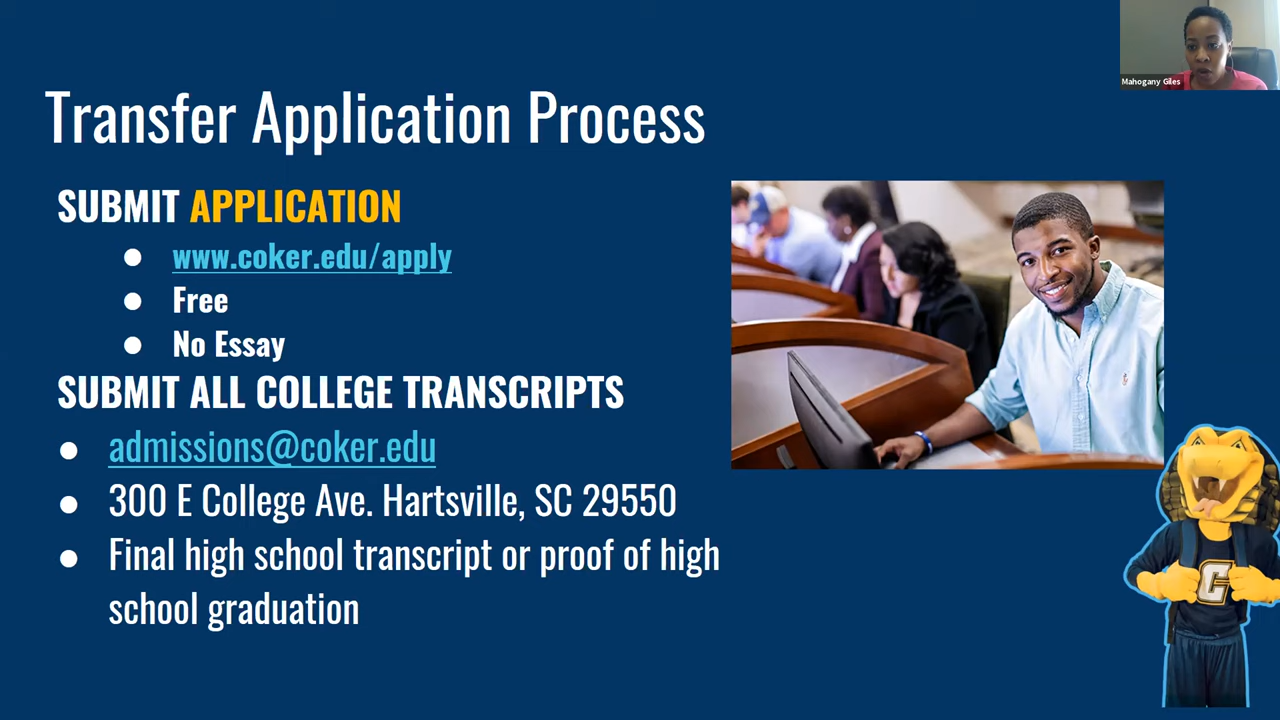 Mahogany Giles
Transfer Application Process
SUBMIT APPLICATION
● www.coker.edu/apply
● Free
● No Essay
SUBMIT ALL COLLEGE TRANSCRIPTS
● admissions@coker.edu
● 300 E College Ave. Hartsville, SC 29550
● Final high school transcript or proof of high
school graduation
C